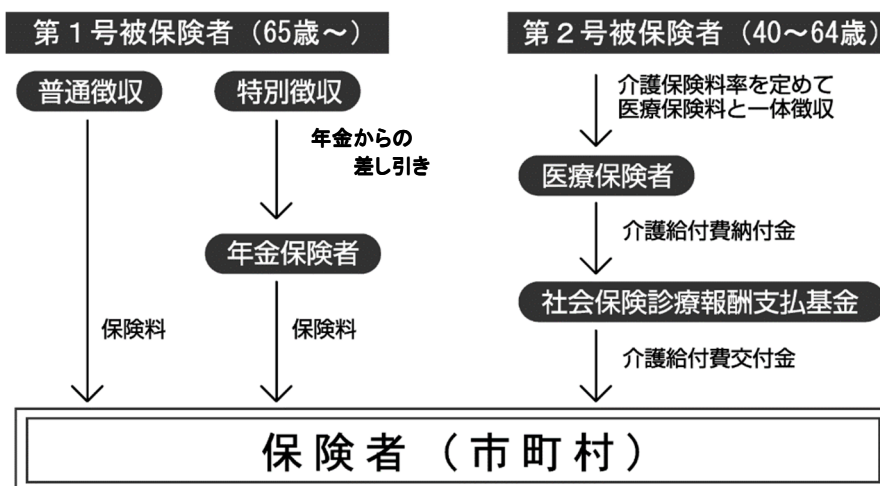 第１号被保険者（65歳～）
第２号被保険者（40～64歳）
普通徴収
特別徴収
介護保険料率を定めて
医療保険料と一体徴収
年金からの
差し引き
医療保険者
年金保険者
介護給付費納付金
社会保険診療報酬支払基金
保険料
保険料
介護給付費交付金
保険者（市町村）